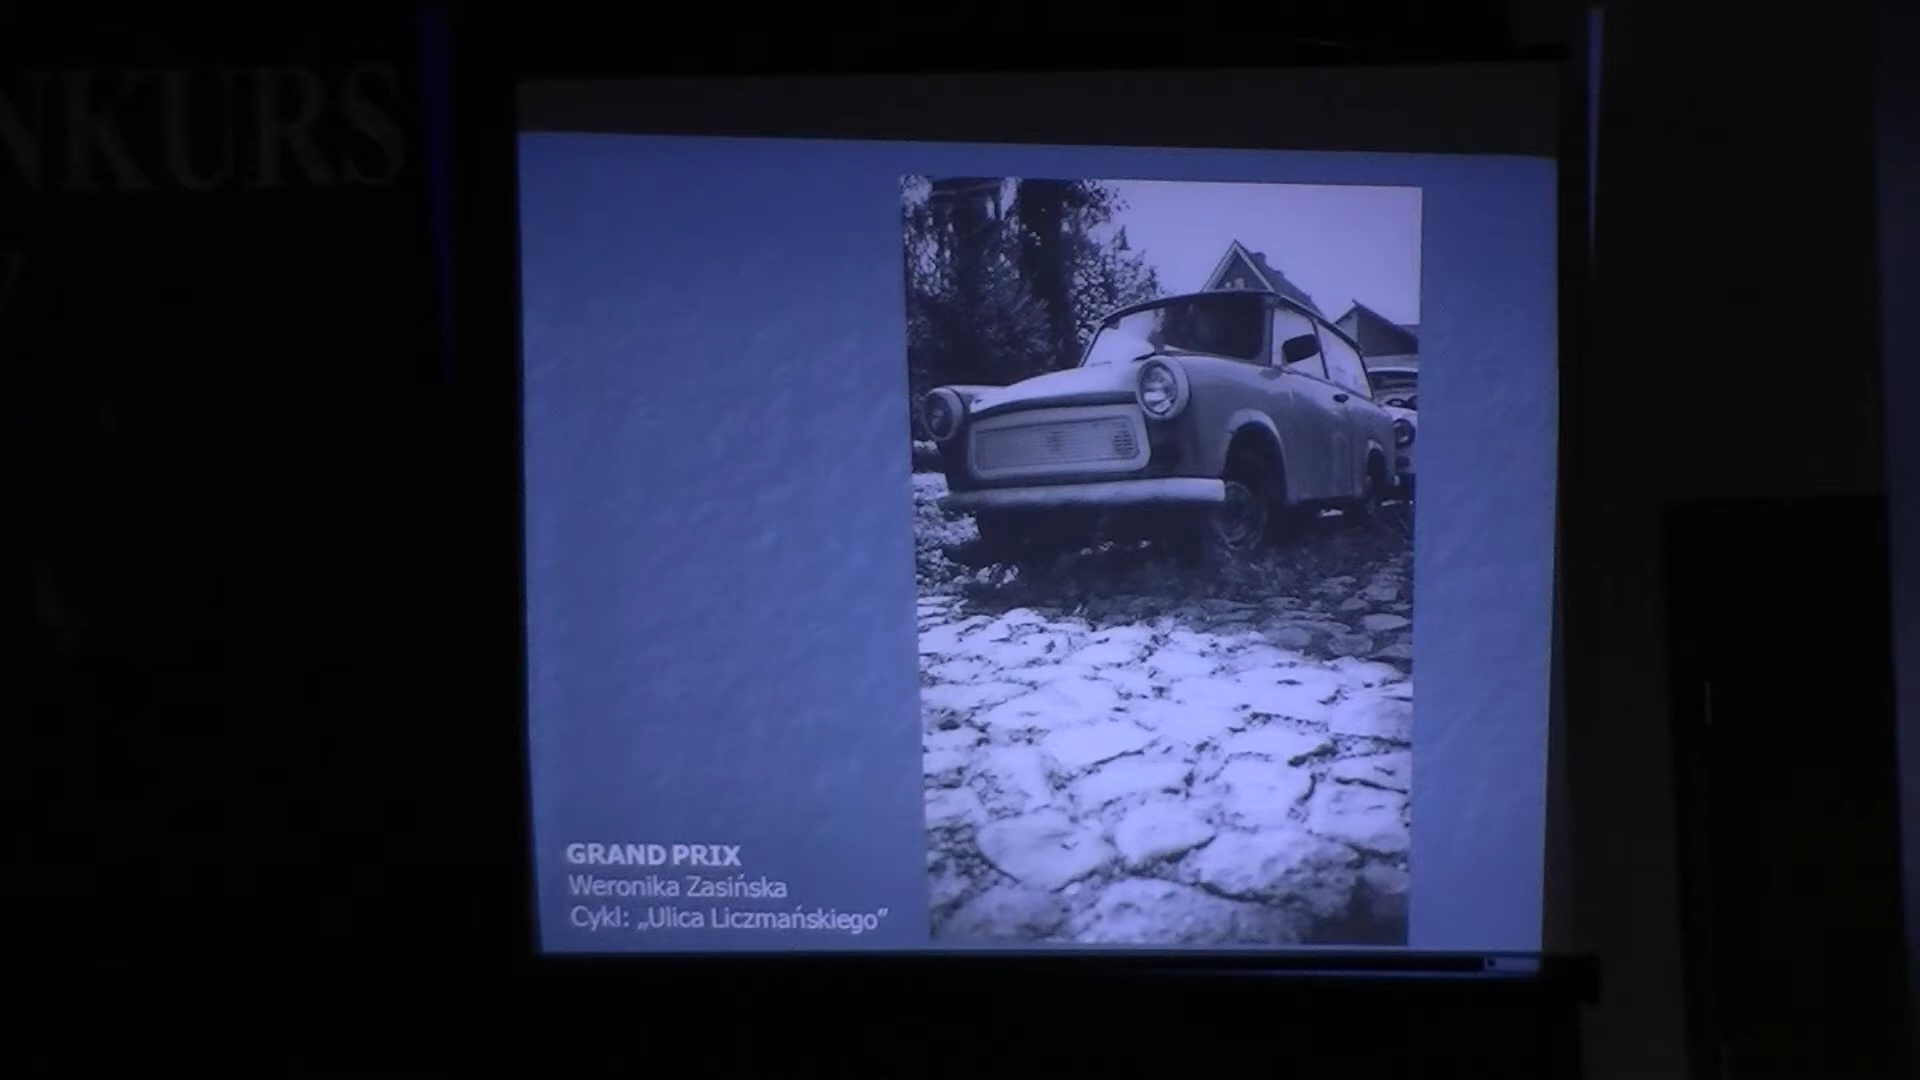 NKURS
GRAND PRIX
Weronika Zasińska
Cykl: „Ulica Liczmańskiego”